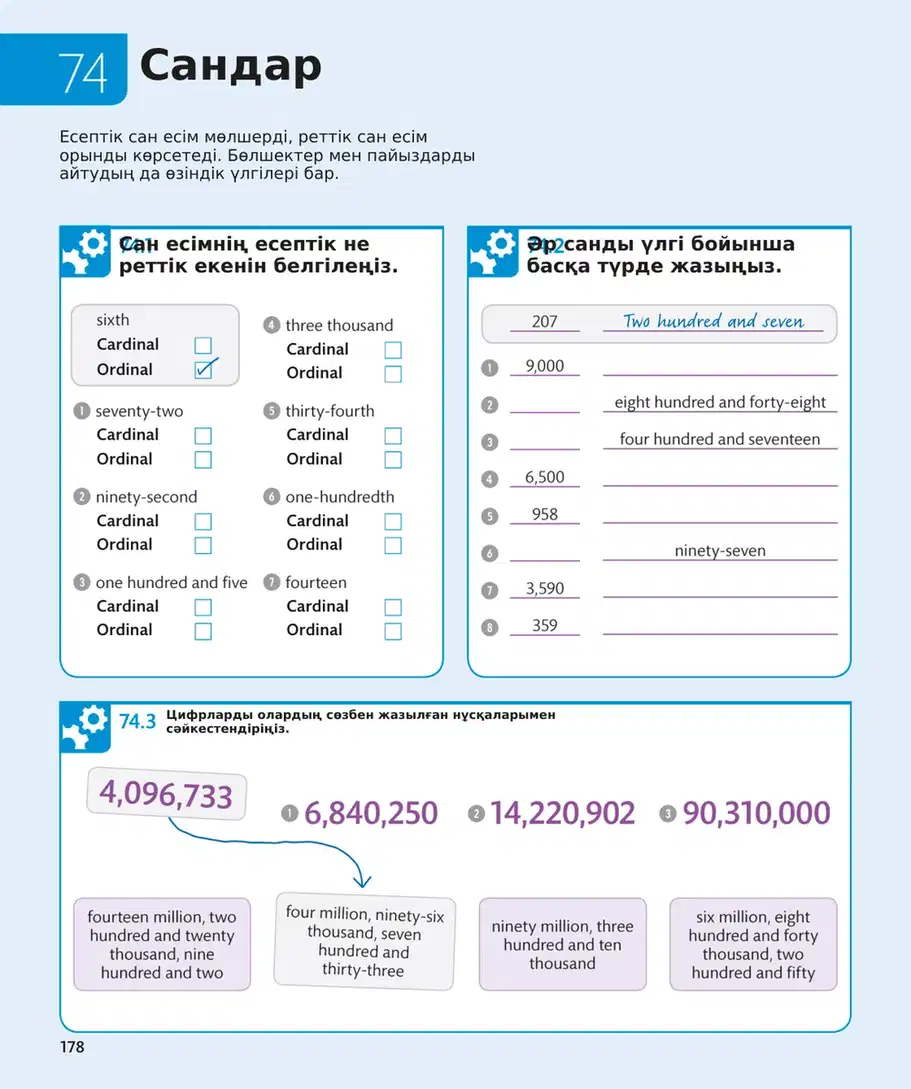 74
Сандар
Есептік сан есім мөлшерді, реттік сан есім
орынды көрсетеді. Бөлшектер мен пайыздарды
айтудың да өзіндік үлгілері бар.
74.1
Сан есімнің есептік не
реттік екенін белгілеңіз.
sixth
Cardinal
Ordinal
1 seventy-two
Cardinal
Ordinal
2 ninety-second
Cardinal
Ordinal
3 one hundred and five
Cardinal
Ordinal
4 three thousand
Cardinal
Ordinal
5 thirty-fourth
Cardinal
Ordinal
6 one-hundredth
Cardinal
Ordinal
7 fourteen
Cardinal
Ordinal
74.2
Әр санды үлгі бойынша
басқа түрде жазыңыз.
207 Two hundred and seven
1 9,000
2 eight hundred and forty-eight
3 four hundred and seventeen
4 6,500
5 958
6 ninety-seven
7 3,590
8 359
74.3 Цифрларды олардың сөзбен жазылған нұсқаларымен
сәйкестендіріңіз.
4,096,733
1 6,840,250
2 14,220,902
3 90,310,000
fourteen million, two
hundred and twenty
thousand, nine
hundred and two
four million, ninety-six
thousand, seven
hundred and
thirty-three
ninety million, three
hundred and ten
thousand
six million, eight
hundred and forty
thousand, two
hundred and fifty
178